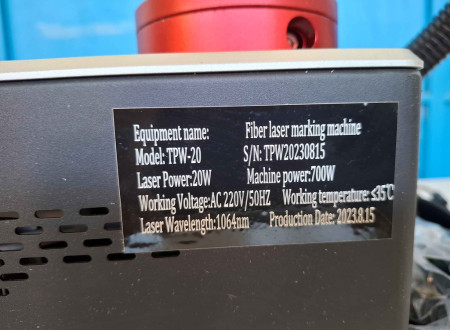 Equipment name: Fiber laser marking machine
Model: TPW-20 S/N: TPW20230815
Laser Power:20W Machine power:700W
Working Voltage:AC 220V/50HZ Working temperature: ≤35℃
Laser Wavelength:1064nm Production Date: 2023.8.15